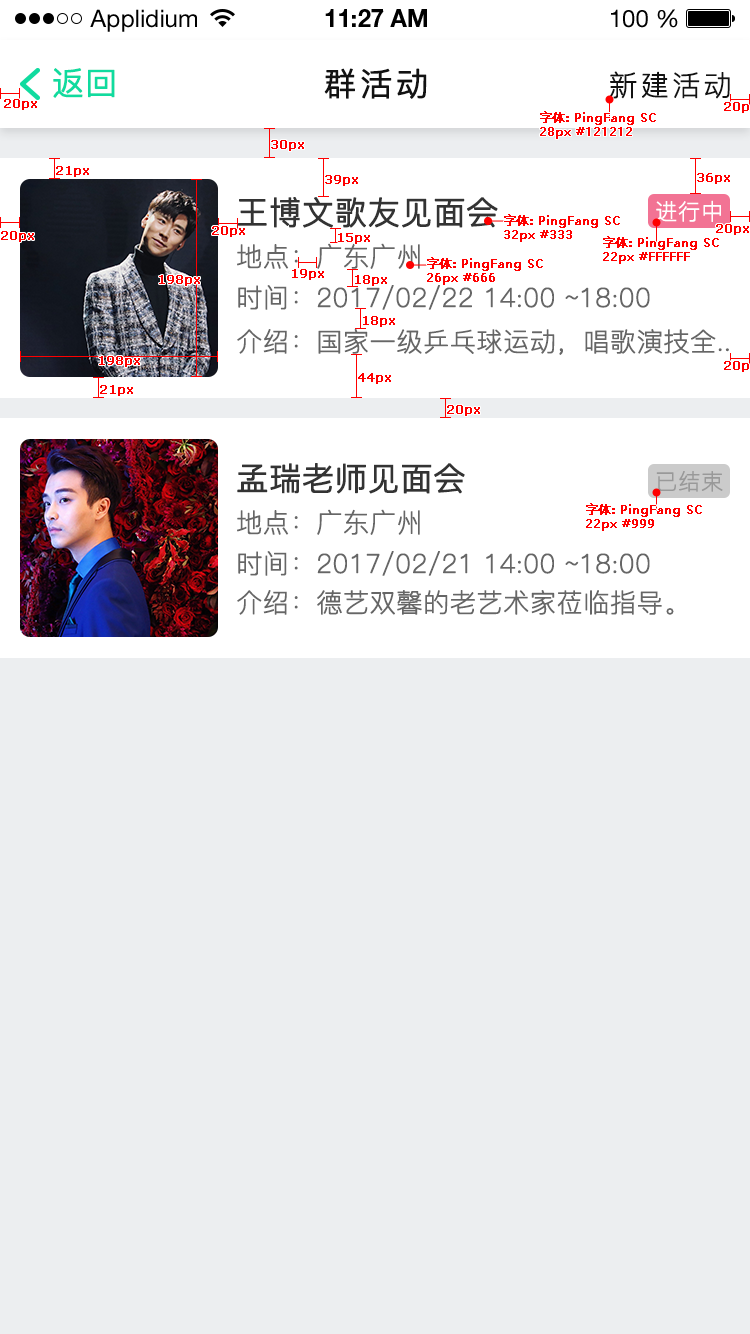 Applidium 11:27 AM 100 %
返回 群活动 新建活动
20px 20p
字体: PingFang SC
28px #121212
30px
21px 39px 36px
王博文歌友见面会 进行中
20px 20px 字体: PingFang SC 20px
15px 32px #333 字体: PingFang SC
22px #FFFFFF
地点：广东广州 字体: PingFang SC
19px 18px 26px #666
198px
时间：2017/02/22 14:00 ~18:00
18px
介绍：国家一级乒乓球运动，唱歌演技全..
198px 20p
44px
21px
20px
孟瑞老师见面会 已结束
字体: PingFang SC
22px #999
地点：广东广州
时间：2017/02/21 14:00 ~18:00
介绍：德艺双馨的老艺术家莅临指导。